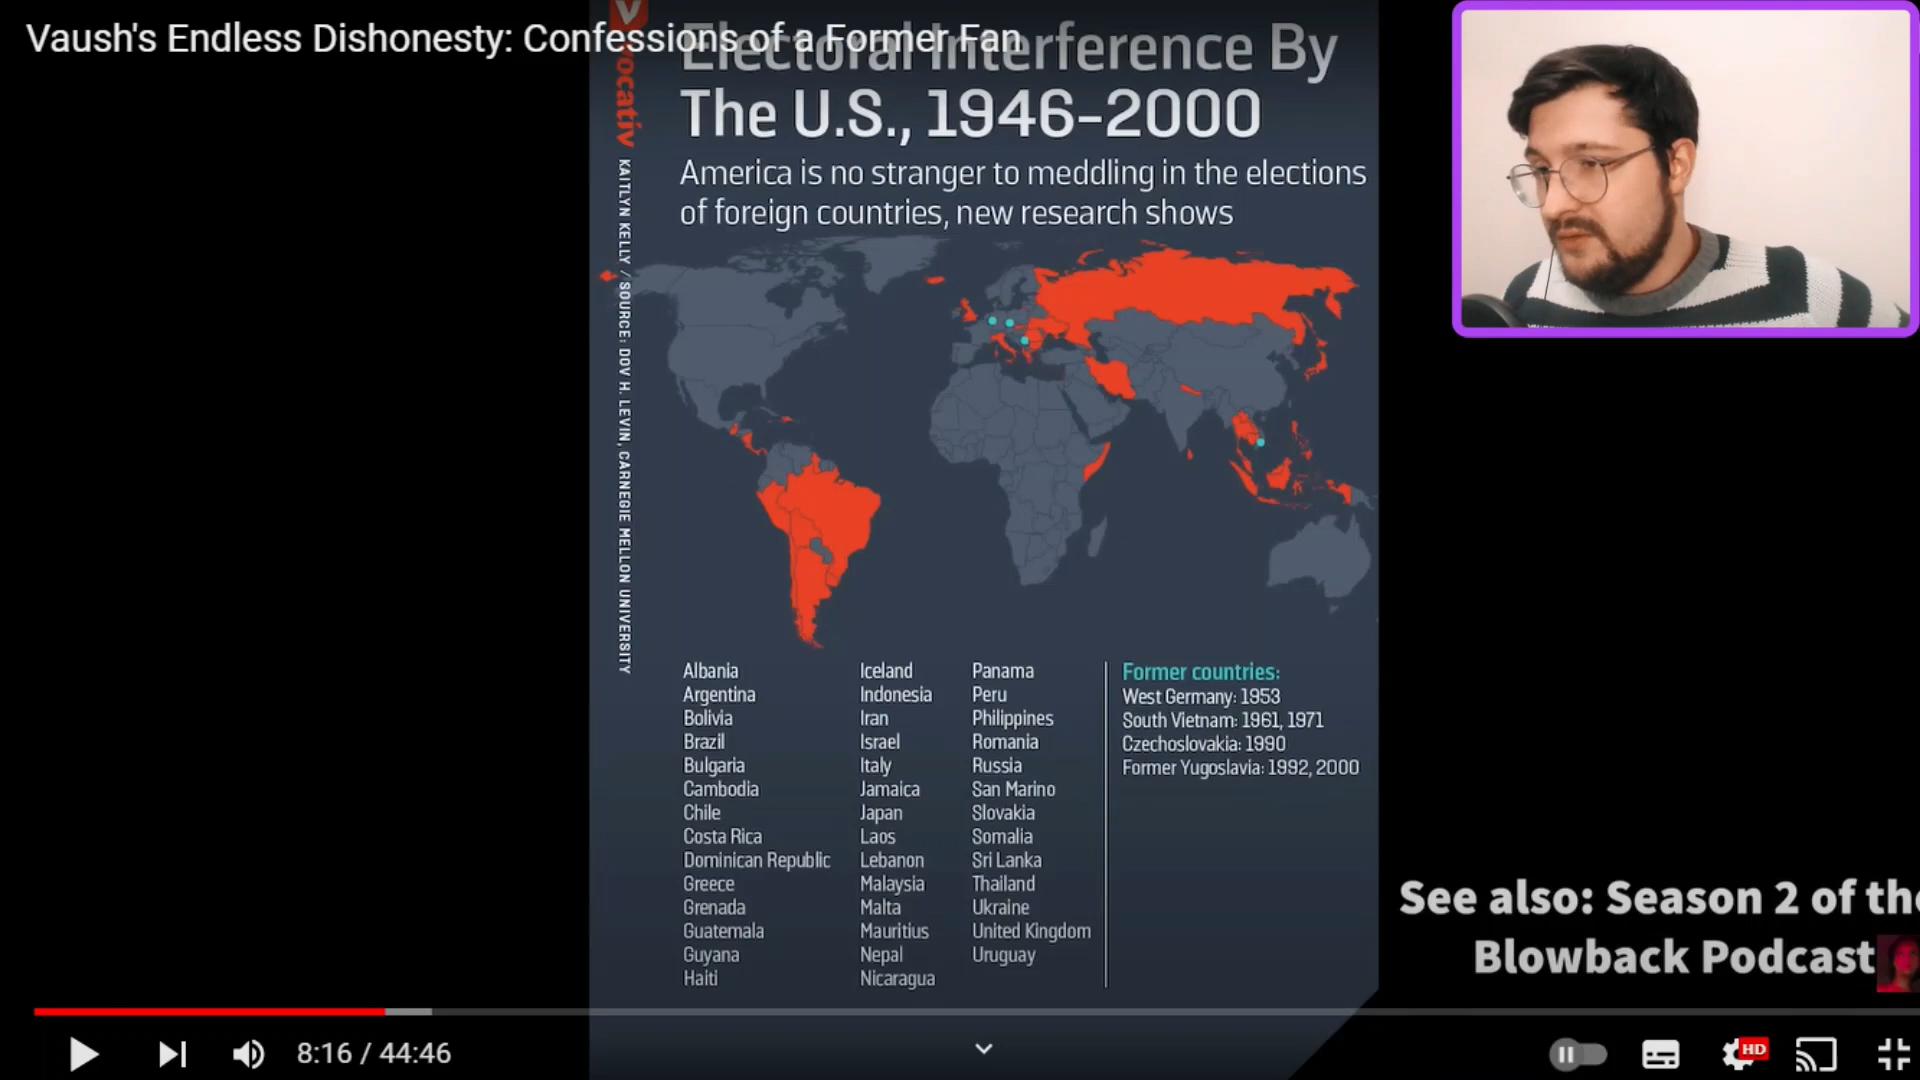 Vaush's Endless Dishonesty: Confessions of a Former Fan
Electoral Interference By
The U.S., 1946-2000
America is no stranger to meddling in the elections
of foreign countries, new research shows
vocativ
KAITLYN KELLY / SOURCE: DOV H. LEVIN, CARNEGIE MELLON UNIVERSITY
Albania
Argentina
Bolivia
Brazil
Bulgaria
Cambodia
Chile
Costa Rica
Dominican Republic
Greece
Grenada
Guatemala
Guyana
Haiti
Iceland
Indonesia
Iran
Israel
Italy
Jamaica
Japan
Laos
Lebanon
Malaysia
Malta
Mauritius
Nepal
Nicaragua
Panama
Peru
Philippines
Romania
Russia
San Marino
Slovakia
Somalia
Sri Lanka
Thailand
Ukraine
United Kingdom
Uruguay
Former countries:
West Germany: 1953
South Vietnam: 1961, 1971
Czechoslovakia: 1990
Former Yugoslavia: 1992, 2000
See also: Season 2 of the
Blowback Podcast
8:16 / 44:46
HD